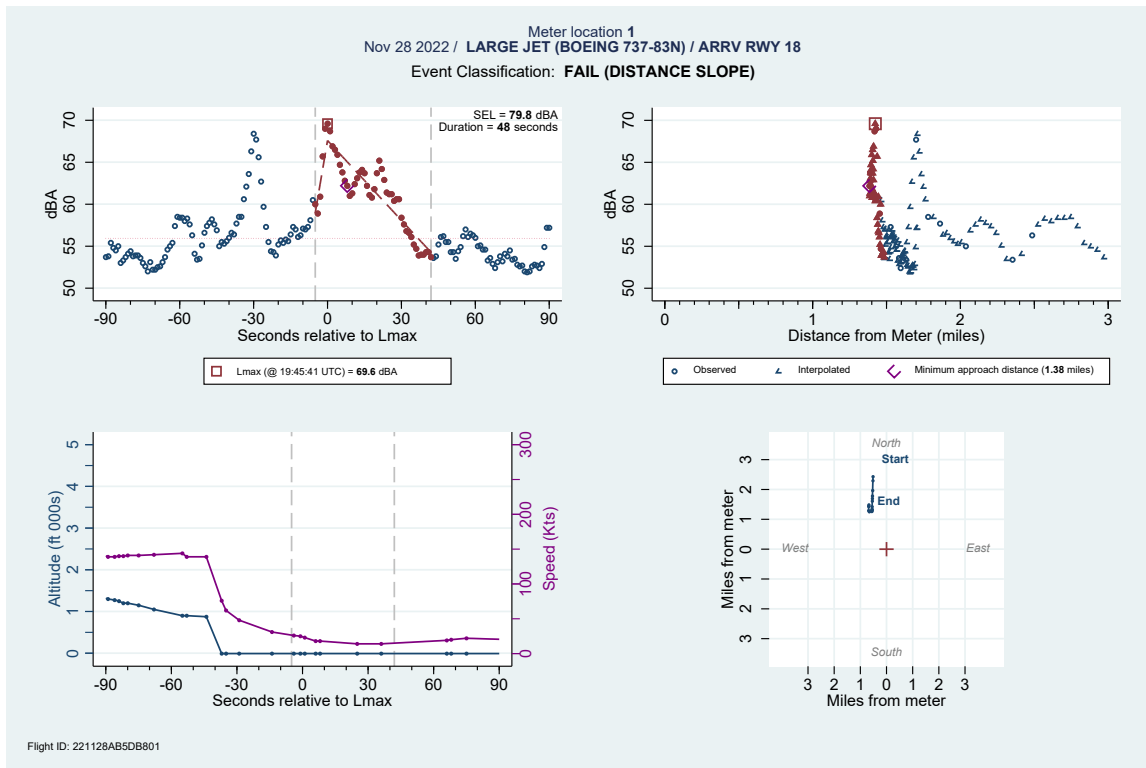 Meter location 1
Nov 28 2022 / LARGE JET (BOEING 737-83N) / ARRV RWY 18
Event Classification: FAIL (DISTANCE SLOPE)
SEL = 79.8 dBA
Duration = 48 seconds
70
65
60
55
50
dBA
-90
-60
-30
0
30
60
90
Seconds relative to Lmax
Lmax (@ 19:45:41 UTC) = 69.6 dBA
70
65
60
55
50
dBA
0
1
2
3
Distance from Meter (miles)
Observed
Interpolated
Minimum approach distance (1.38 miles)
5
4
3
2
1
0
Altitude (ft 000s)
300
200
100
0
Speed (Kts)
-90
-60
-30
0
30
60
90
Seconds relative to Lmax
North
Start
End
West
East
South
3
2
1
0
1
2
3
Miles from meter
3
2
1
0
1
2
3
Miles from meter
Flight ID: 221128AB5DB801